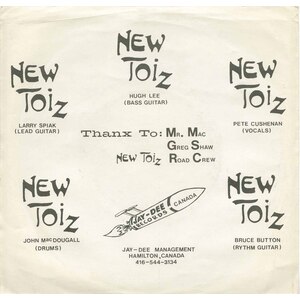 NEW
TOiZ
HUGH LEE
(BASS GUITAR)
NEW
TOiZ
LARRY SPIAK
(LEAD GUITAR)
NEW
TOiZ
PETE CUSHENAN
(VOCALS)
Thanx To: Mr. Mac
Greg Shaw
NEW TOiZ Road Crew
JAY-DEE
RECORDS
CANADA
NEW
TOiZ
JOHN MACDOUGALL
(DRUMS)
JAY-DEE MANAGEMENT
HAMILTON, CANADA
416-544-3134
NEW
TOiZ
BRUCE BUTTON
(RYTHM GUITAR)